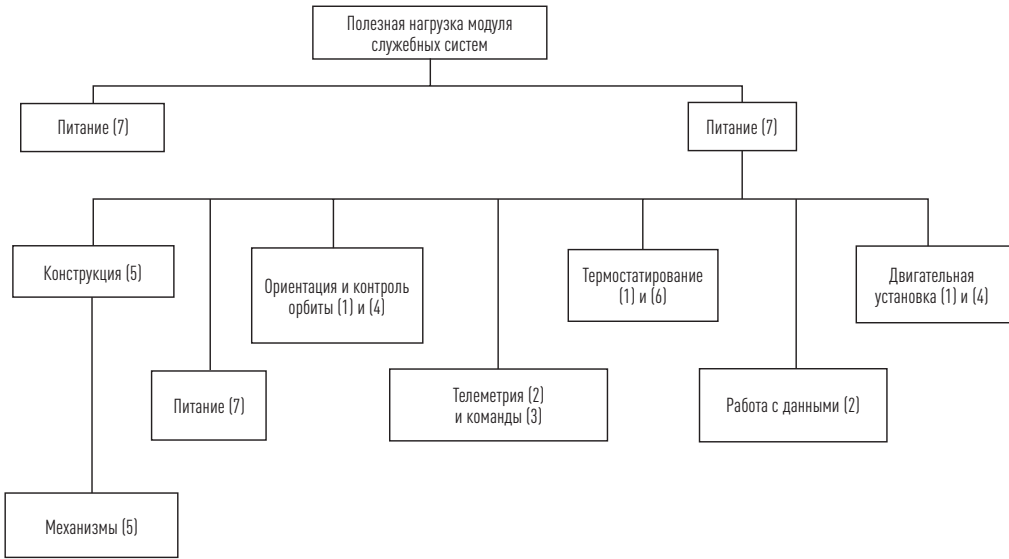 Полезная нагрузка модуля
служебных систем
Питание (7)
Питание (7)
Конструкция (5)
Ориентация и контроль
орбиты (1) и (4)
Термостатирование
(1) и (6)
Двигательная
установка (1) и (4)
Питание (7)
Телеметрия (2)
и команды (3)
Работа с данными (2)
Механизмы (5)